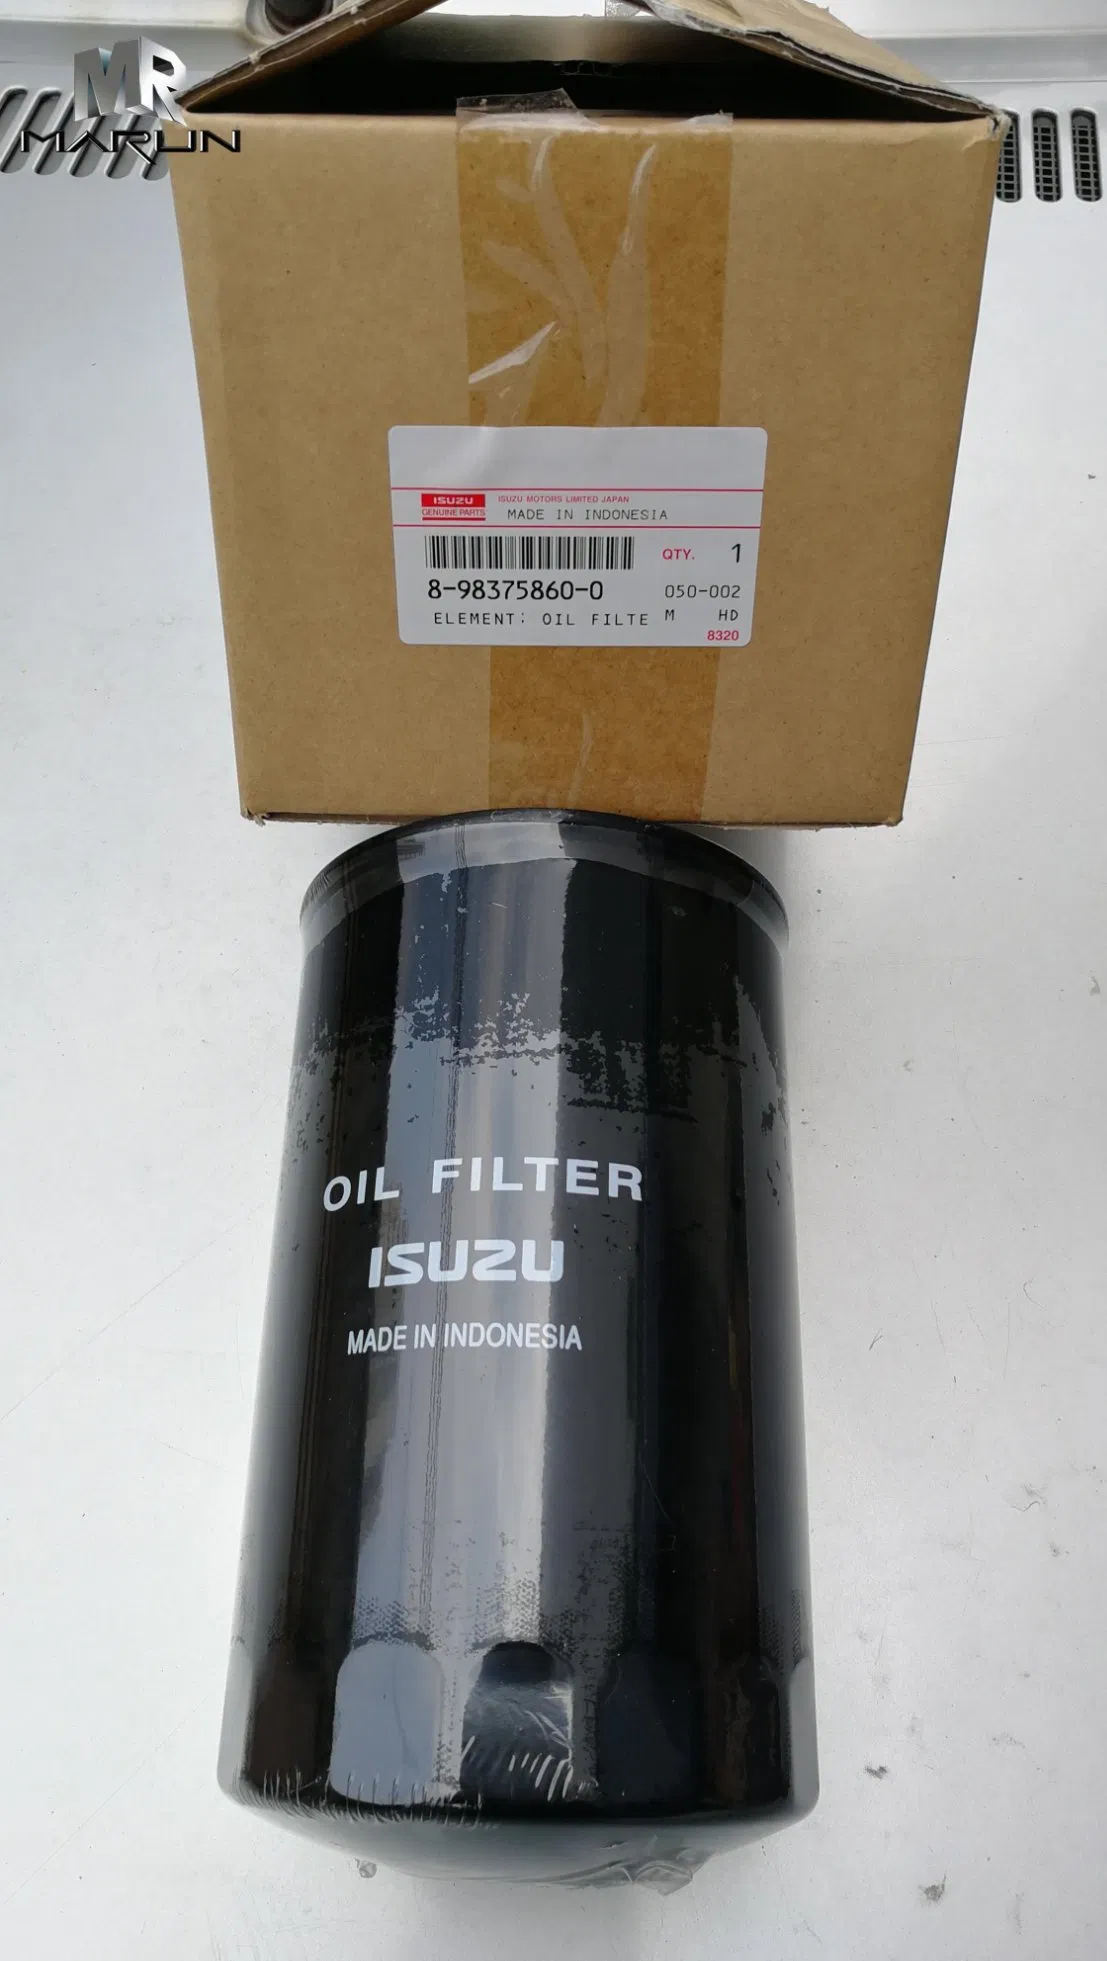 MR
MARUN
ISUZU
GENUINE PARTS
ISUZU MOTORS LIMITED JAPAN
MADE IN INDONESIA
QTY. 1
8-98375860-0
050-002
ELEMENT: OIL FILTE
M HD
8320
OIL FILTER
ISUZU
MADE IN INDONESIA